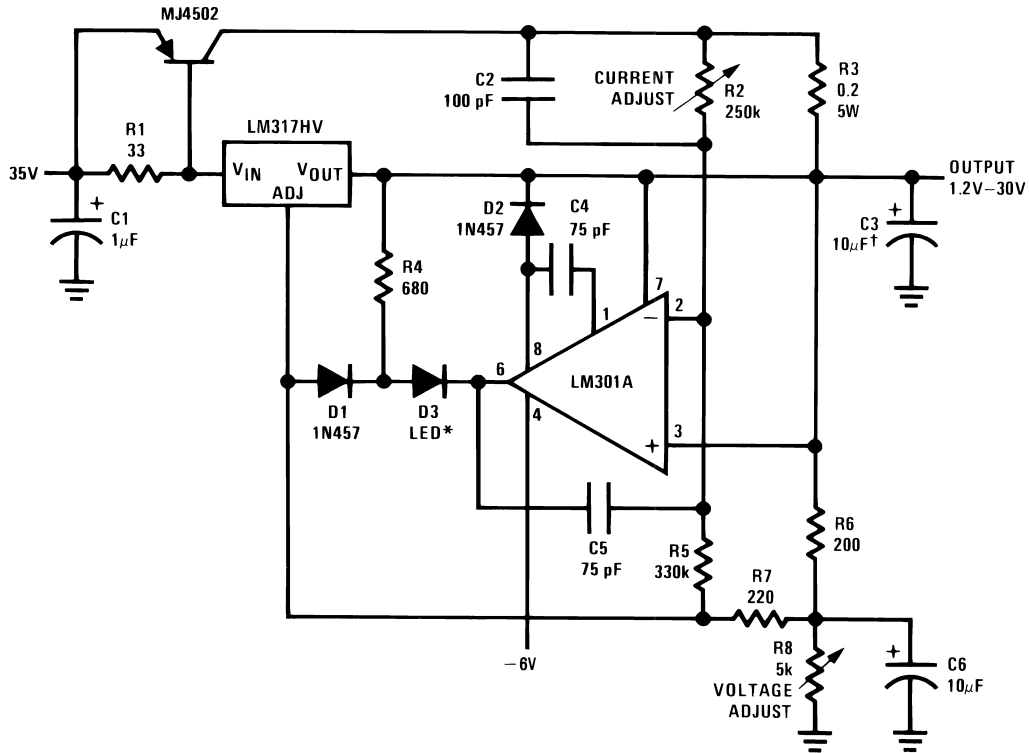 MJ4502
C2
100 pF
CURRENT
ADJUST
R2
250k
R3
0.2
5W
R1
33
LM317HV
35V
VIN
VOUT
ADJ
OUTPUT
1.2V–30V
+
C1
1μF
D2
1N457
C4
75 pF
+
C3
10μF†
R4
680
7
2
1
−
8
6
LM301A
4
D1
1N457
D3
LED*
+
3
C5
75 pF
R5
330k
R6
200
R7
220
−6V
R8
5k
VOLTAGE
ADJUST
+
C6
10μF